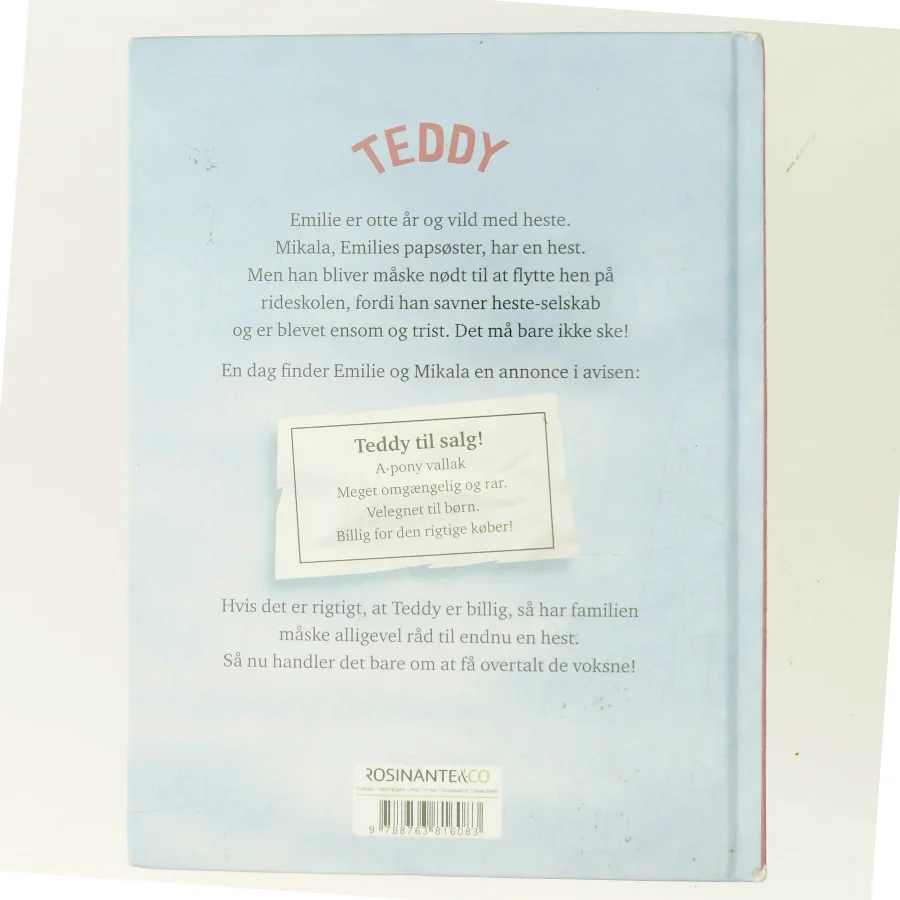 TEDDY
Emilie er otte år og vild med heste.
Mikala, Emilies papsøster, har en hest.
Men han bliver måske nødt til at flytte hen på
rideskolen, fordi han savner heste-selskab
og er blevet ensom og trist. Det må bare ikke ske!
En dag finder Emilie og Mikala en annonce i avisen:
Teddy til salg!
A-pony vallak
Meget omgængelig og rar.
Velegnet til børn.
Billig for den rigtige køber!
Hvis det er rigtigt, at Teddy er billig, så har familien
måske alligevel råd til endnu en hest.
Så nu handler det bare om at få overtalt de voksne!
ROSINANTE&CO
9 788763 816083